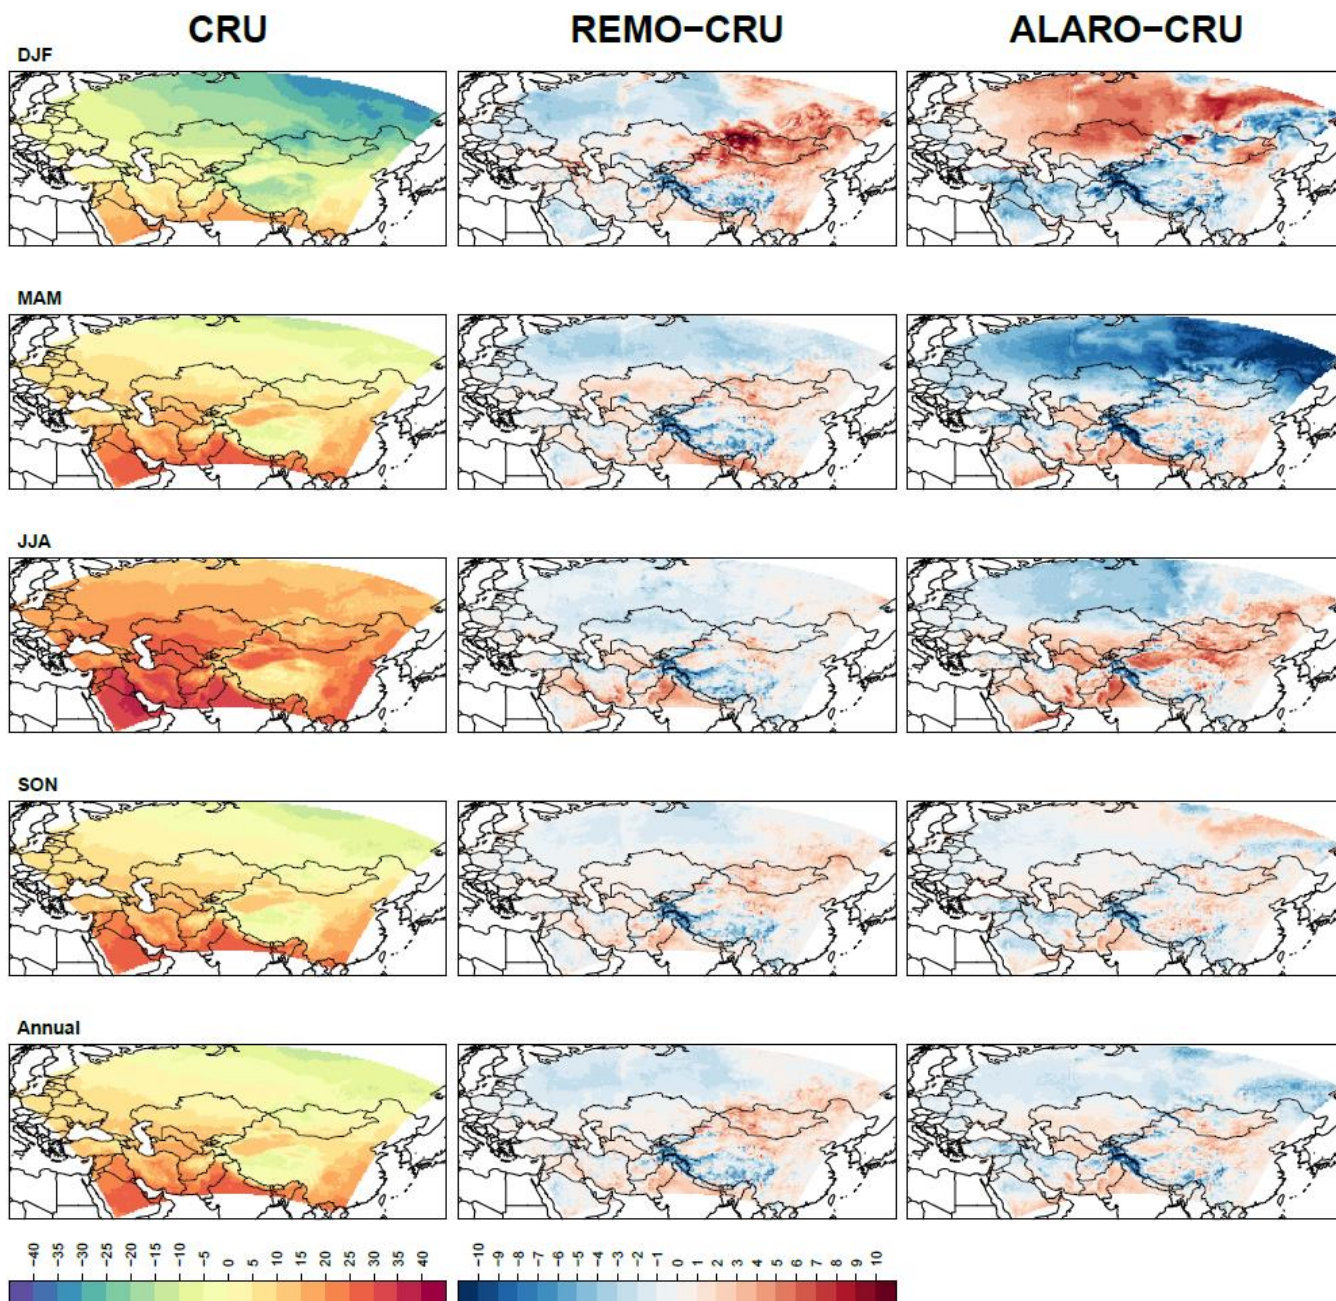 CRU REMO−CRU ALARO−CRU
DJF
MAM
JJA
SON
Annual
−40 −35 −30 −25 −20 −15 −10 −5 0 5 10 15 20 25 30 35 40
−10 −9 −8 −7 −6 −5 −4 −3 −2 −1 0 1 2 3 4 5 6 7 8 9 10